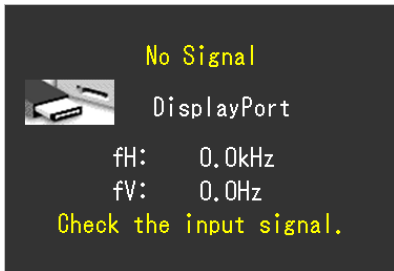 No Signal
DisplayPort
fH: 0.0kHz
fV: 0.0Hz
Check the input signal.